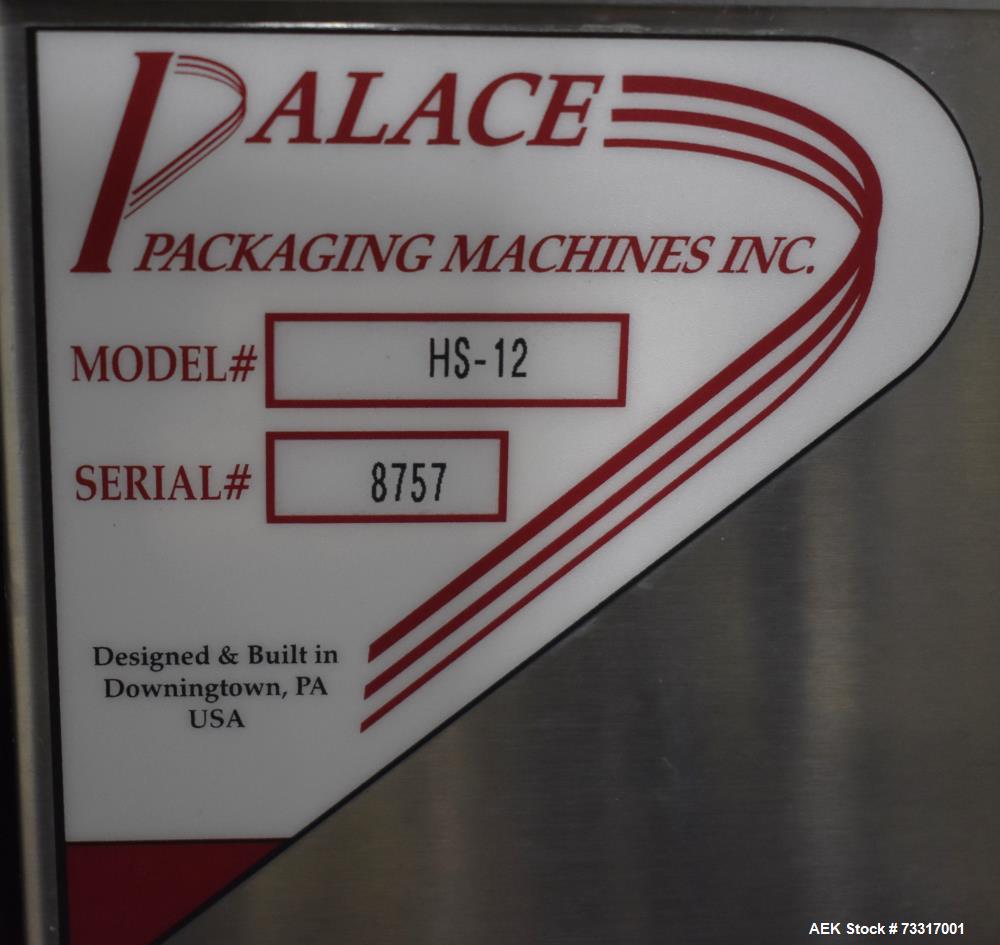 PALACE
PACKAGING MACHINES INC.
MODEL# HS-12
SERIAL# 8757
Designed & Built in
Downingtown, PA
USA
AEK Stock # 73317001